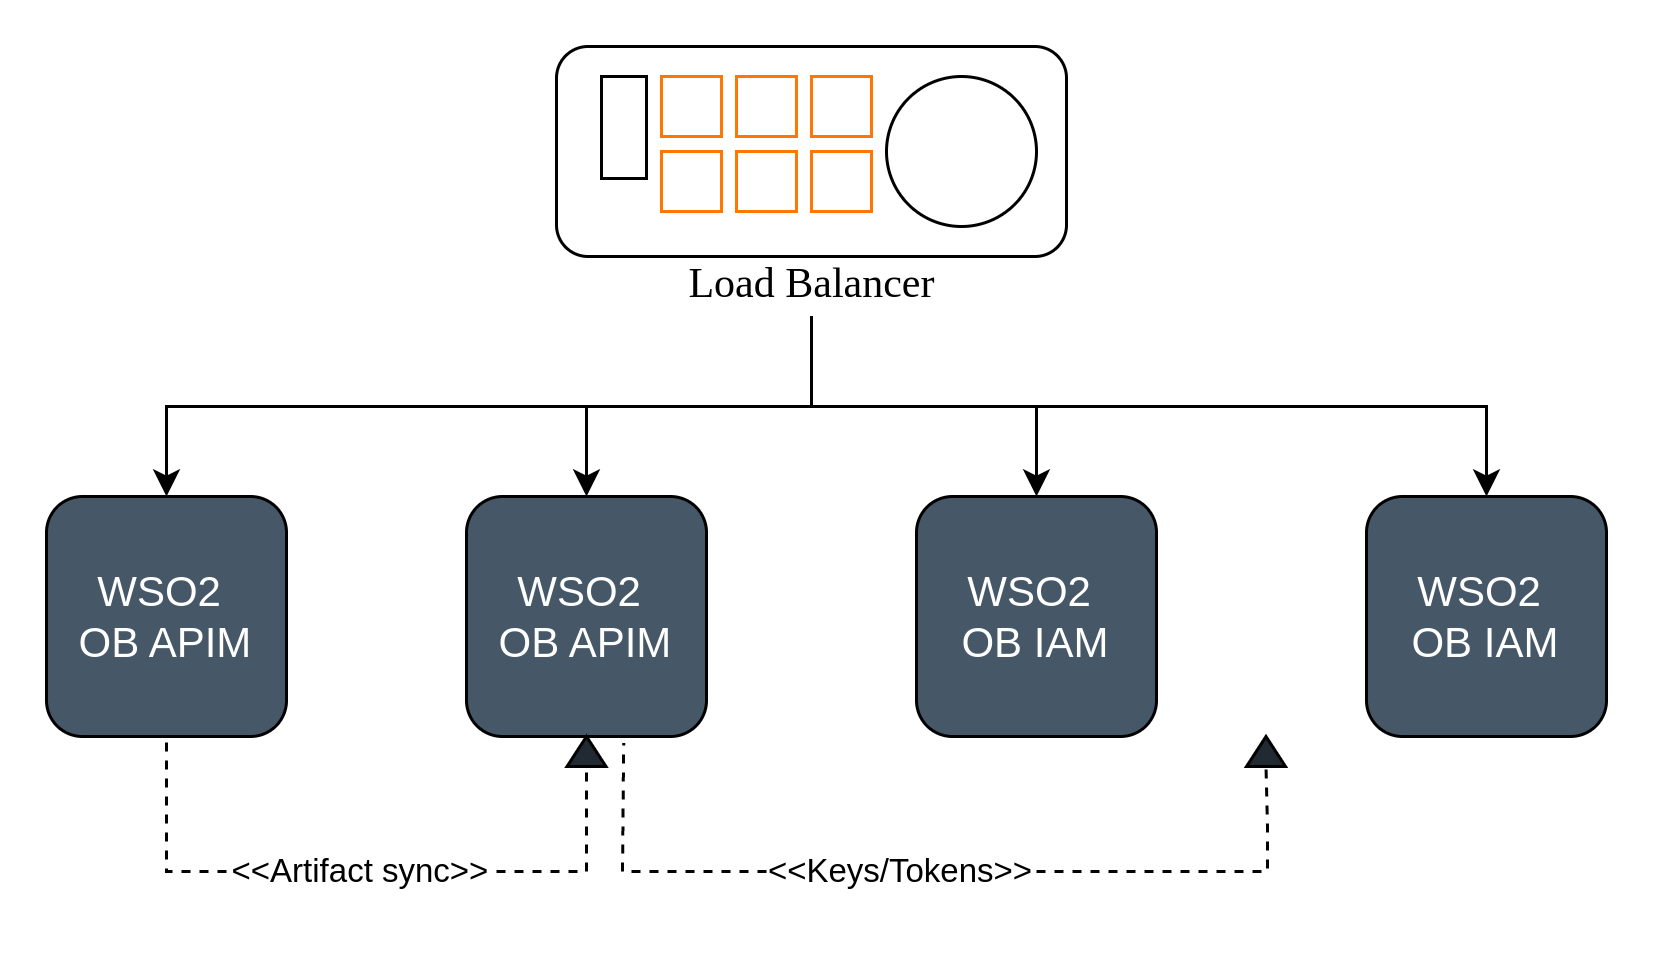 Load Balancer
WSO2
OB APIM
WSO2
OB APIM
WSO2
OB IAM
WSO2
OB IAM
<<Artifact sync>>
<<Keys/Tokens>>